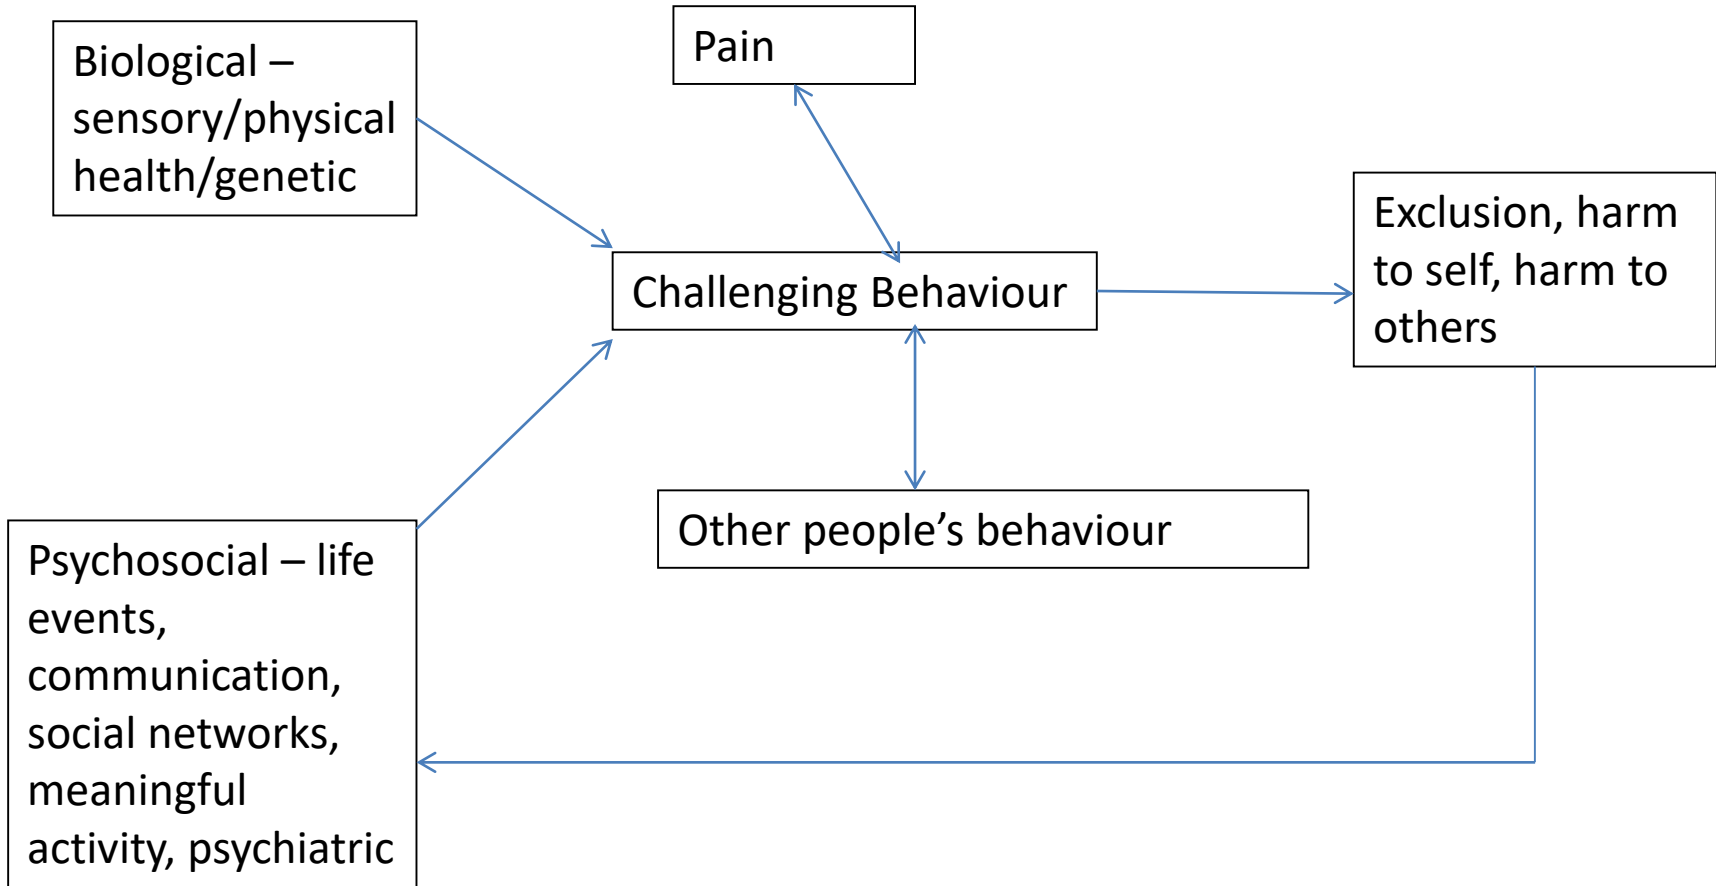 Biological –
sensory/physical
health/genetic
Pain
Exclusion, harm
to self, harm to
others
Challenging Behaviour
Other people’s behaviour
Psychosocial – life
events,
communication,
social networks,
meaningful
activity, psychiatric